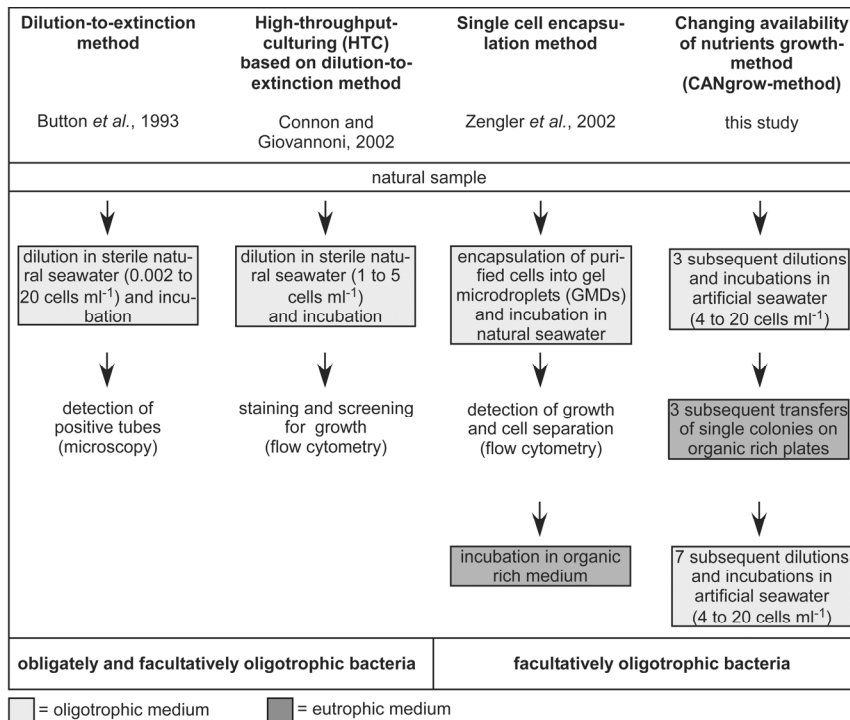 Dilution-to-extinction
method
Button et al., 1993
High-throughput-
culturing (HTC)
based on dilution-to-
extinction method
Connon and
Giovannoni, 2002
Single cell encapsu-
lation method
Zengler et al., 2002
Changing availability
of nutrients growth-
method
(CANgrow-method)
this study
natural sample
dilution in sterile natu-
ral seawater (0.002 to
20 cells ml⁻¹) and incu-
bation
dilution in sterile natu-
ral seawater (1 to 5
cells ml⁻¹)
and incubation
encapsulation of puri-
fied cells into gel
microdroplets (GMDs)
and incubation in
natural seawater
3 subsequent dilutions
and incubations in
artificial seawater
(4 to 20 cells ml⁻¹)
detection of
positive tubes
(microscopy)
staining and screening
for growth
(flow cytometry)
detection of growth
and cell separation
(flow cytometry)
3 subsequent transfers
of single colonies on
organic rich plates
incubation in organic
rich medium
7 subsequent dilutions
and incubations in
artificial seawater
(4 to 20 cells ml⁻¹)
obligately and facultatively oligotrophic bacteria
facultatively oligotrophic bacteria
= oligotrophic medium
= eutrophic medium